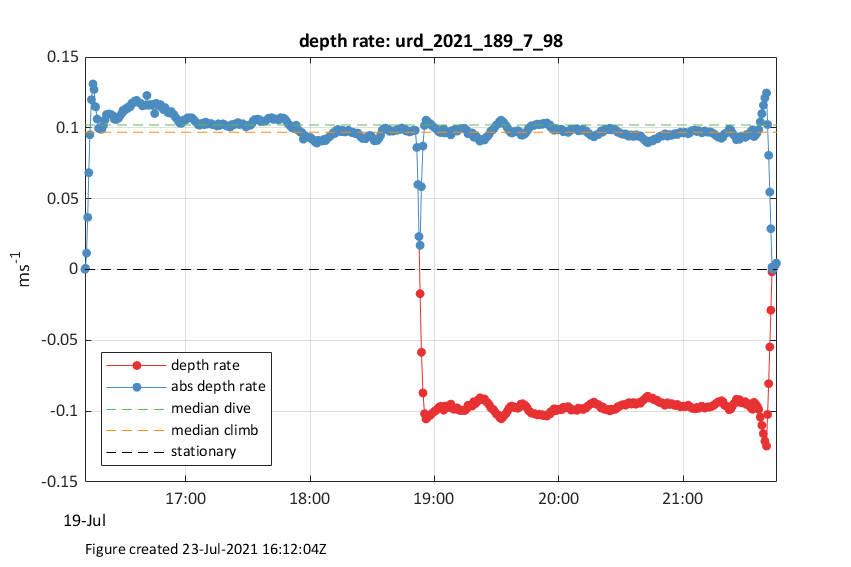 depth rate: urd_2021_189_7_98
0.15
0.1
0.05
0
-0.05
-0.1
-0.15
ms-1
depth rate
abs depth rate
median dive
median climb
stationary
17:00 18:00 19:00 20:00 21:00
19-Jul
Figure created 23-Jul-2021 16:12:04Z